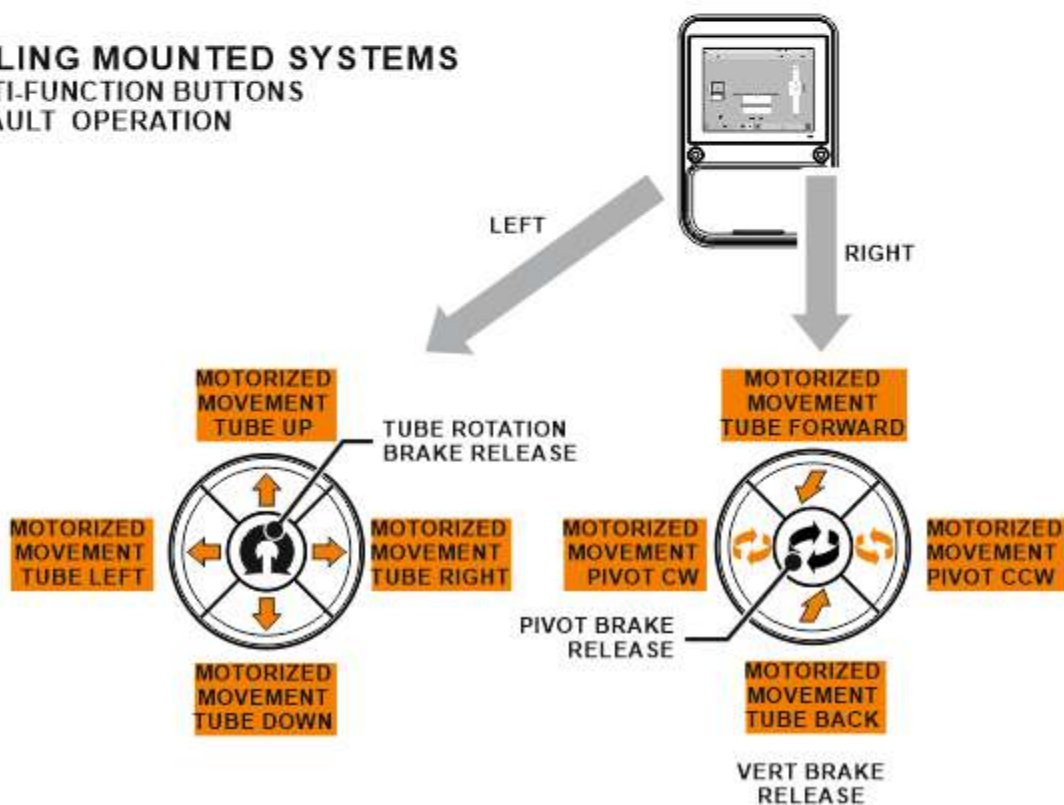 LING MOUNTED SYSTEMS
TI-FUNCTION BUTTONS
AULT OPERATION
LEFT
RIGHT
MOTORIZED
MOVEMENT
TUBE UP
TUBE ROTATION
BRAKE RELEASE
MOTORIZED
MOVEMENT
TUBE LEFT
MOTORIZED
MOVEMENT
TUBE RIGHT
MOTORIZED
MOVEMENT
TUBE DOWN
MOTORIZED
MOVEMENT
TUBE FORWARD
MOTORIZED
MOVEMENT
PIVOT CW
MOTORIZED
MOVEMENT
PIVOT CCW
PIVOT BRAKE
RELEASE
MOTORIZED
MOVEMENT
TUBE BACK
VERT BRAKE
RELEASE